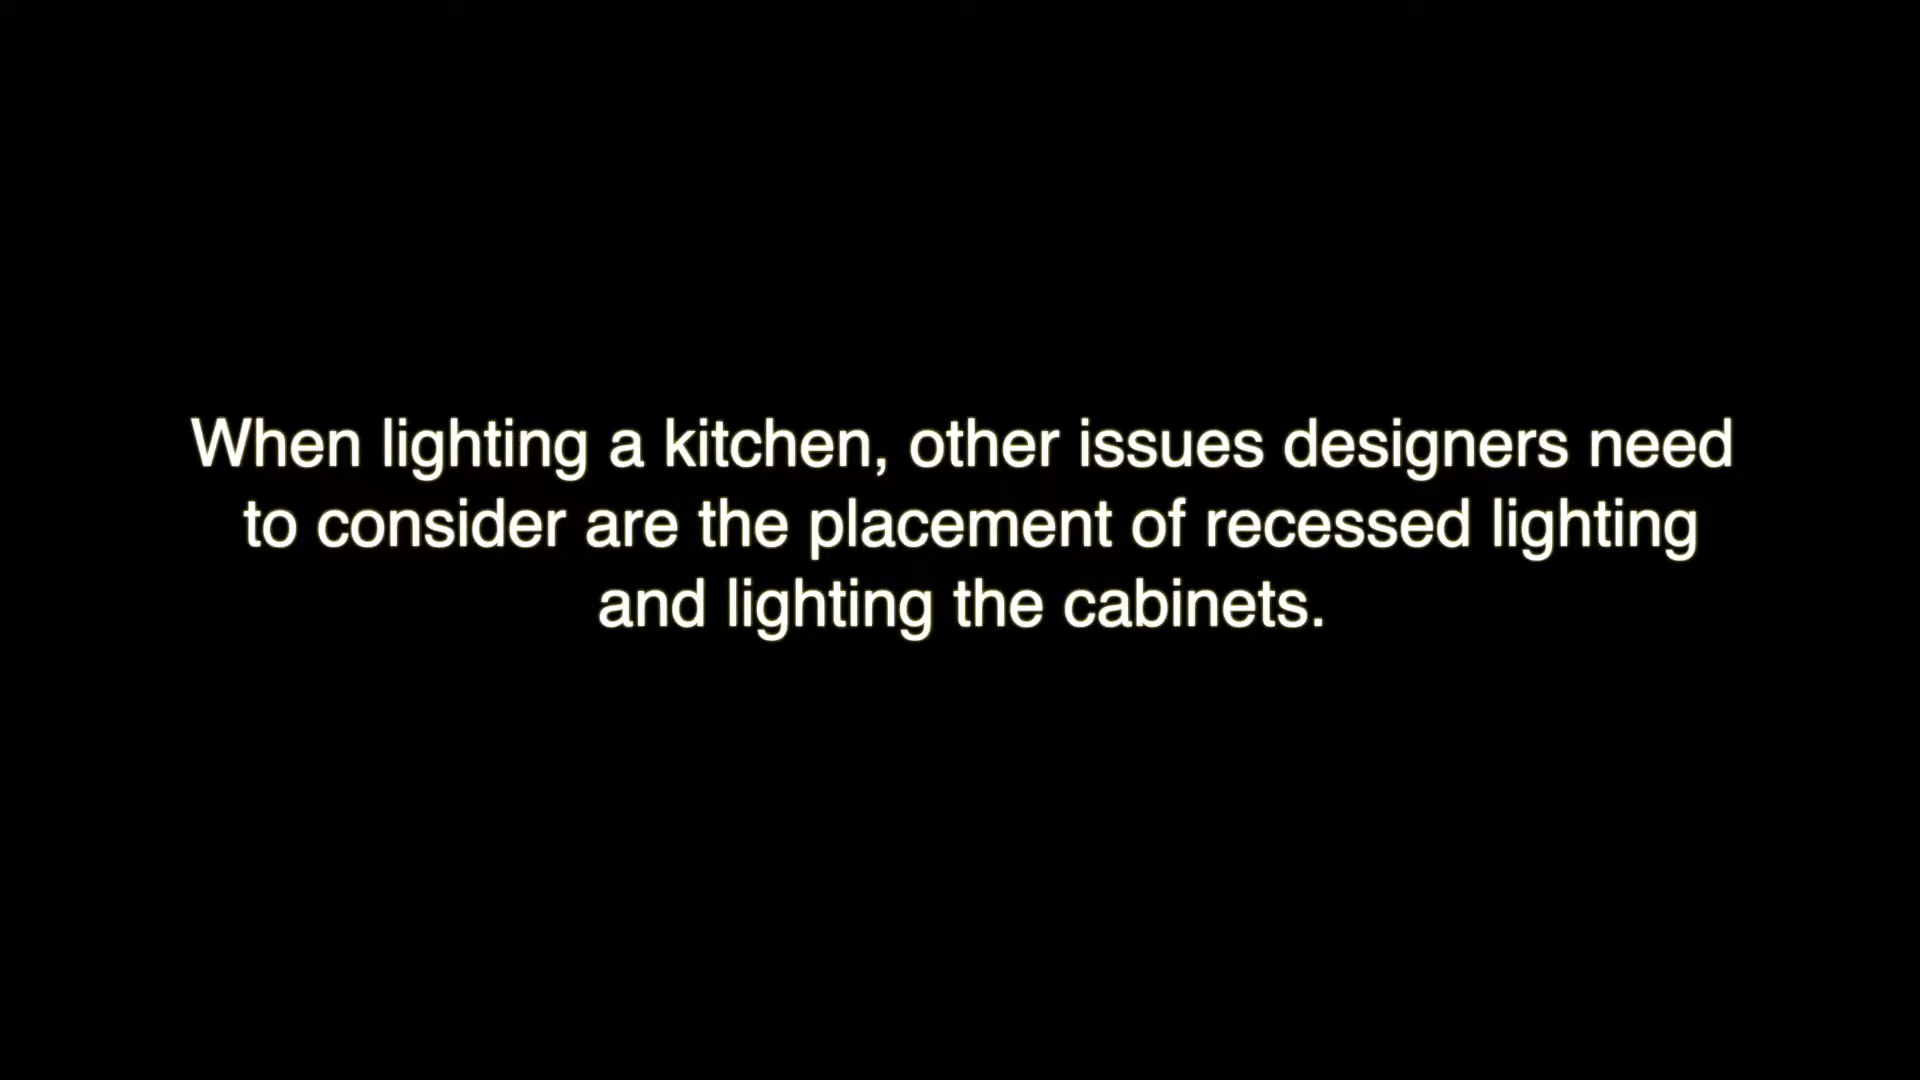 When lighting a kitchen, other issues designers need
to consider are the placement of recessed lighting
and lighting the cabinets.